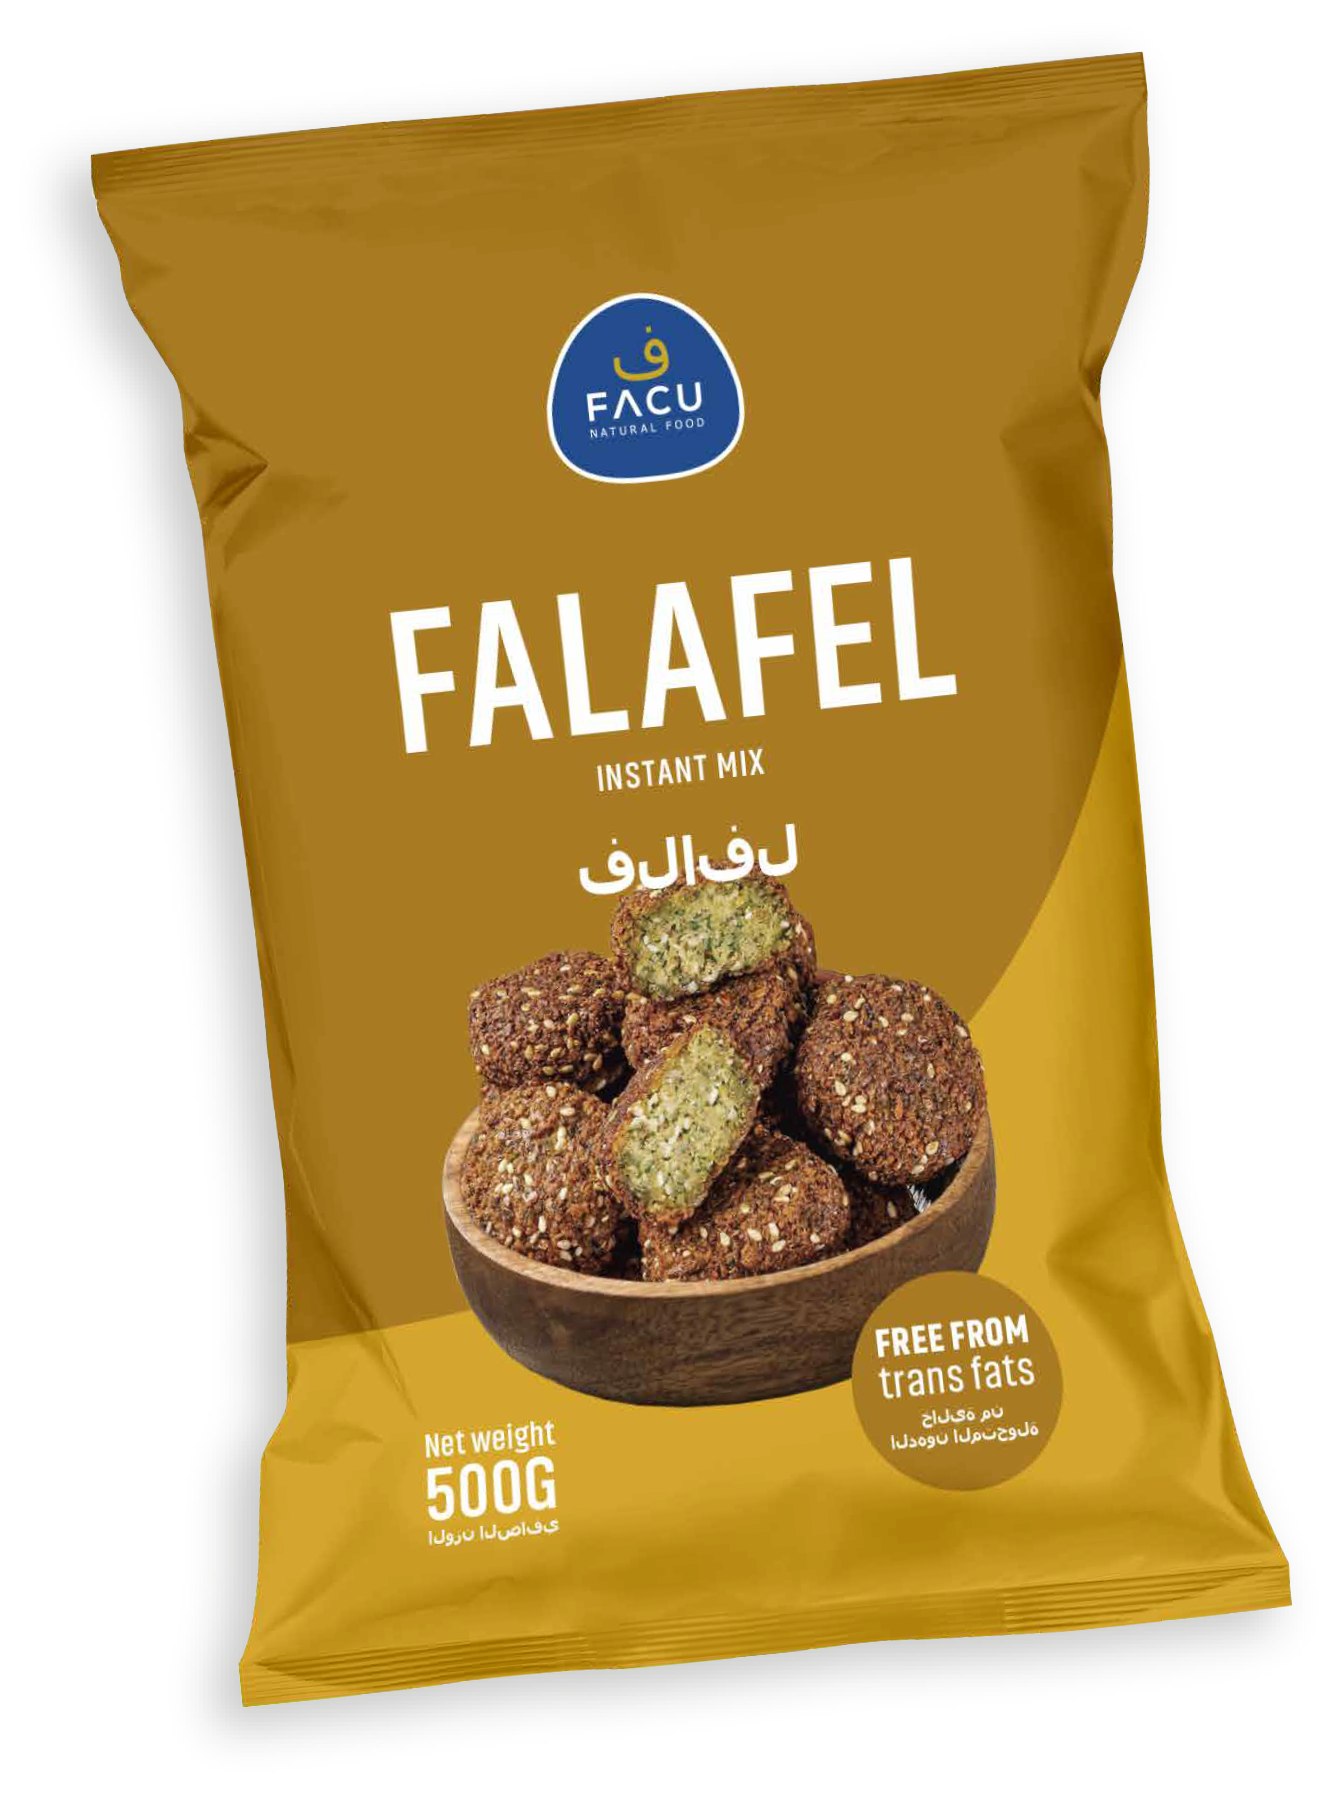 ف
FACU
NATURAL FOOD
FALAFEL
INSTANT MIX
فلافل
FREE FROM
trans fats
خالية من
الدهون المتحولة
Net weight
500G
الوزن الصافي